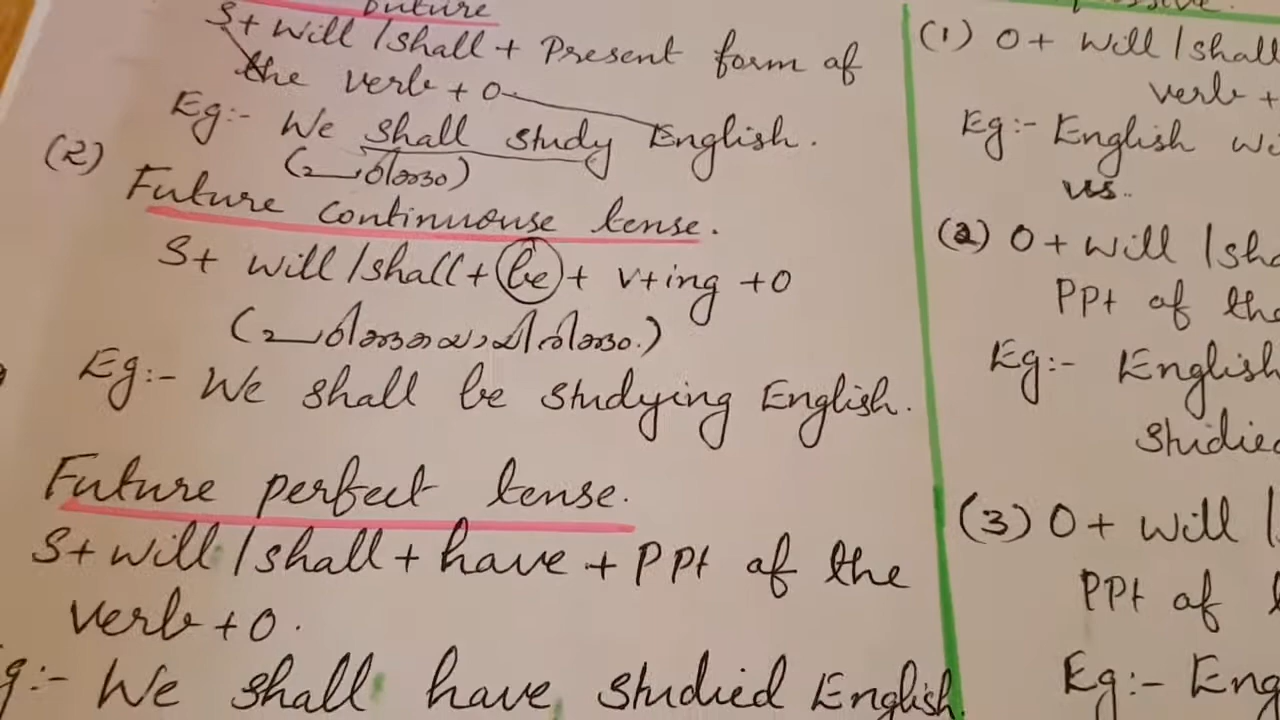 Future
S+ will / shall + Present form of
the verb + O
Eg:- We shall study English.
(2)
Future continuouse tense.
S+ will / shall + be + v+ing +O
Eg:- We shall be studying English.
Future perfect tense.
S+ will / shall + have + PPt of the
verb + O.
g:- We shall have studied English.
(1) O + will / shall
verb +
Eg:- English
us.
(2) O + will / sha
PPt of the
Eg:- English
studied
(3) O + will /
PPt of
Eg:- Eng